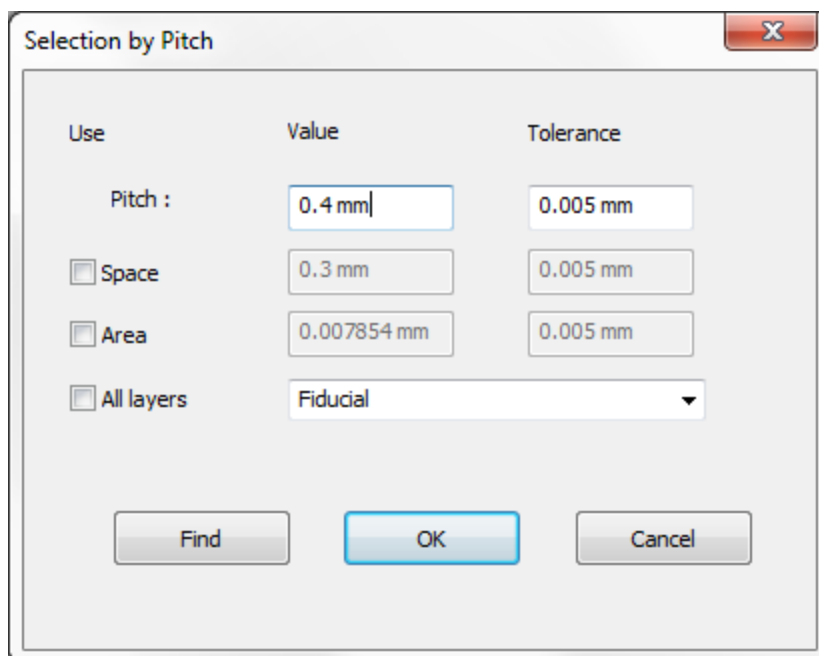 Selection by Pitch
Use Value Tolerance
Pitch : 0.4 mm 0.005 mm
Space 0.3 mm 0.005 mm
Area 0.007854 mm 0.005 mm
All layers Fiducial
Find OK Cancel